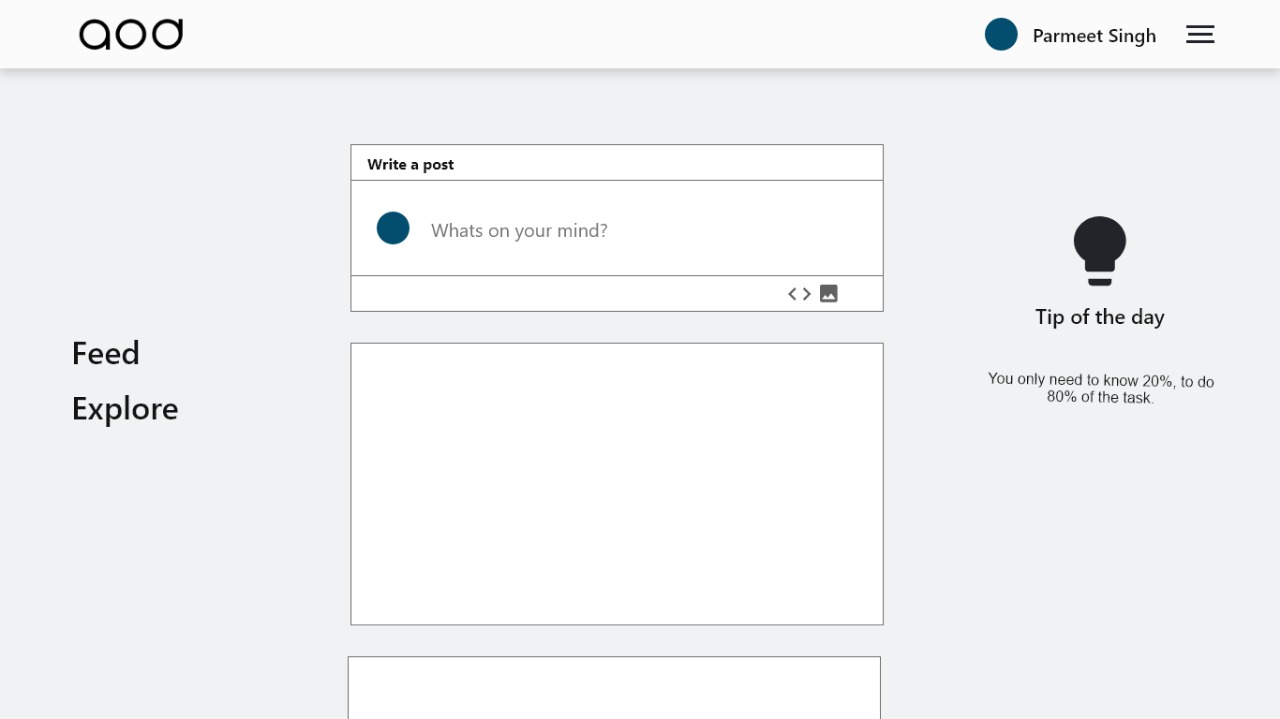 aod
Parmeet Singh
Write a post
Whats on your mind?
Feed
Explore
Tip of the day
You only need to know 20%, to do
80% of the task.